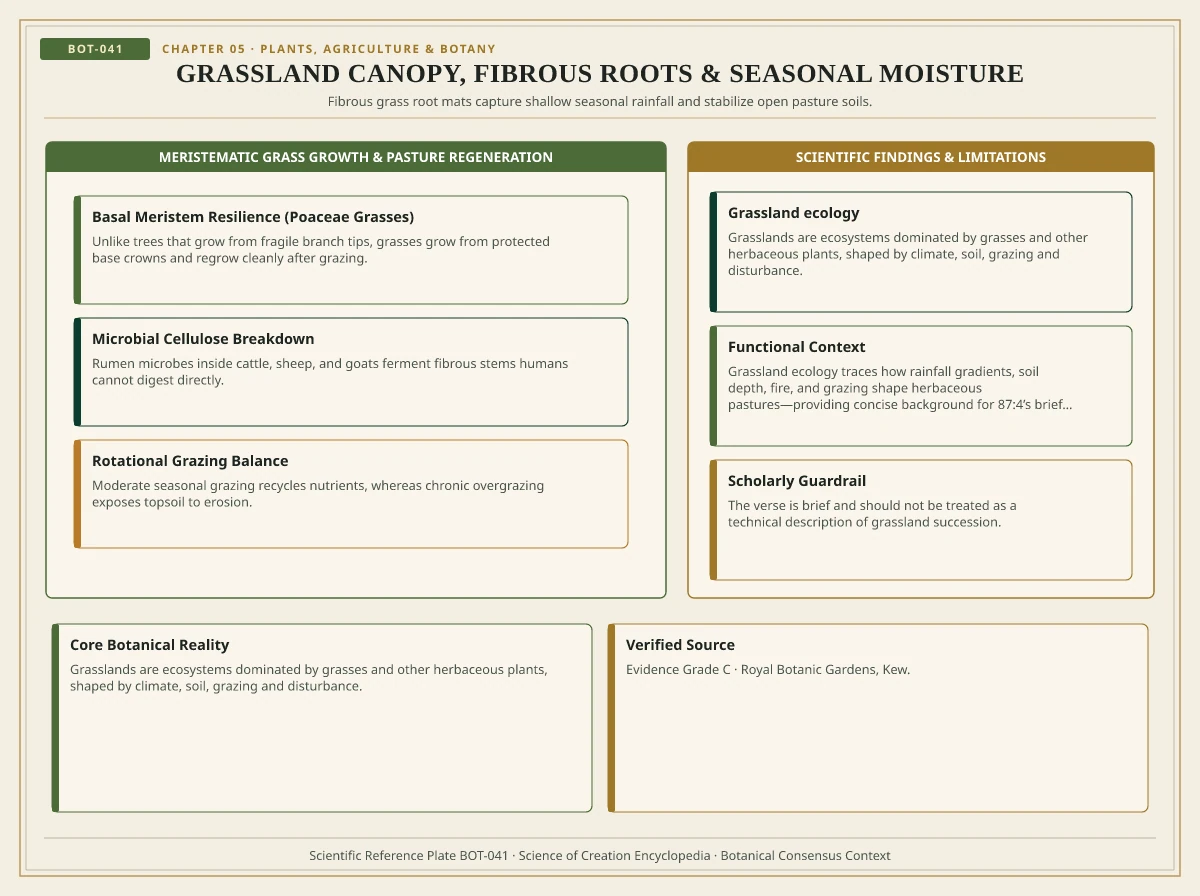 BOT-041
CHAPTER 05 · PLANTS, AGRICULTURE & BOTANY
GRASSLAND CANOPY, FIBROUS ROOTS & SEASONAL MOISTURE
Fibrous grass root mats capture shallow seasonal rainfall and stabilize open pasture soils.
MERISTEMATIC GRASS GROWTH & PASTURE REGENERATION
Basal Meristem Resilience (Poaceae Grasses)
Unlike trees that grow from fragile branch tips, grasses grow from protected
base crowns and regrow cleanly after grazing.
Microbial Cellulose Breakdown
Rumen microbes inside cattle, sheep, and goats ferment fibrous stems humans
cannot digest directly.
Rotational Grazing Balance
Moderate seasonal grazing recycles nutrients, whereas chronic overgrazing
exposes topsoil to erosion.
SCIENTIFIC FINDINGS & LIMITATIONS
Grassland ecology
Grasslands are ecosystems dominated by grasses and other
herbaceous plants, shaped by climate, soil, grazing and
disturbance.
Functional Context
Grassland ecology traces how rainfall gradients, soil
depth, fire, and grazing shape herbaceous
pastures—providing concise background for 87:4’s brief…
Scholarly Guardrail
The verse is brief and should not be treated as a
technical description of grassland succession.
Core Botanical Reality
Grasslands are ecosystems dominated by grasses and other herbaceous plants,
shaped by climate, soil, grazing and disturbance.
Verified Source
Evidence Grade C · Royal Botanic Gardens, Kew.
Scientific Reference Plate BOT-041 · Science of Creation Encyclopedia · Botanical Consensus Context